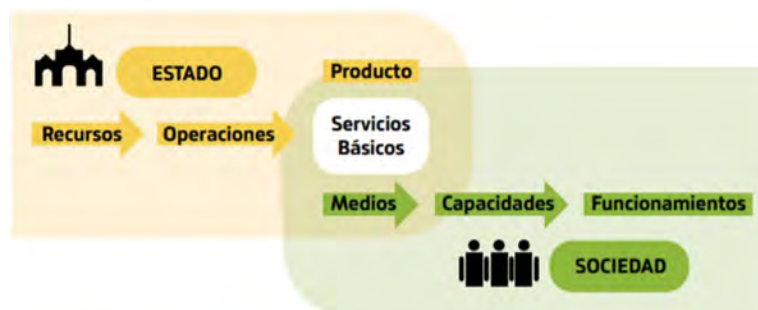 ESTADO
Producto
Recursos
Operaciones
Servicios
Básicos
Medios
Capacidades
Funcionamientos
SOCIEDAD